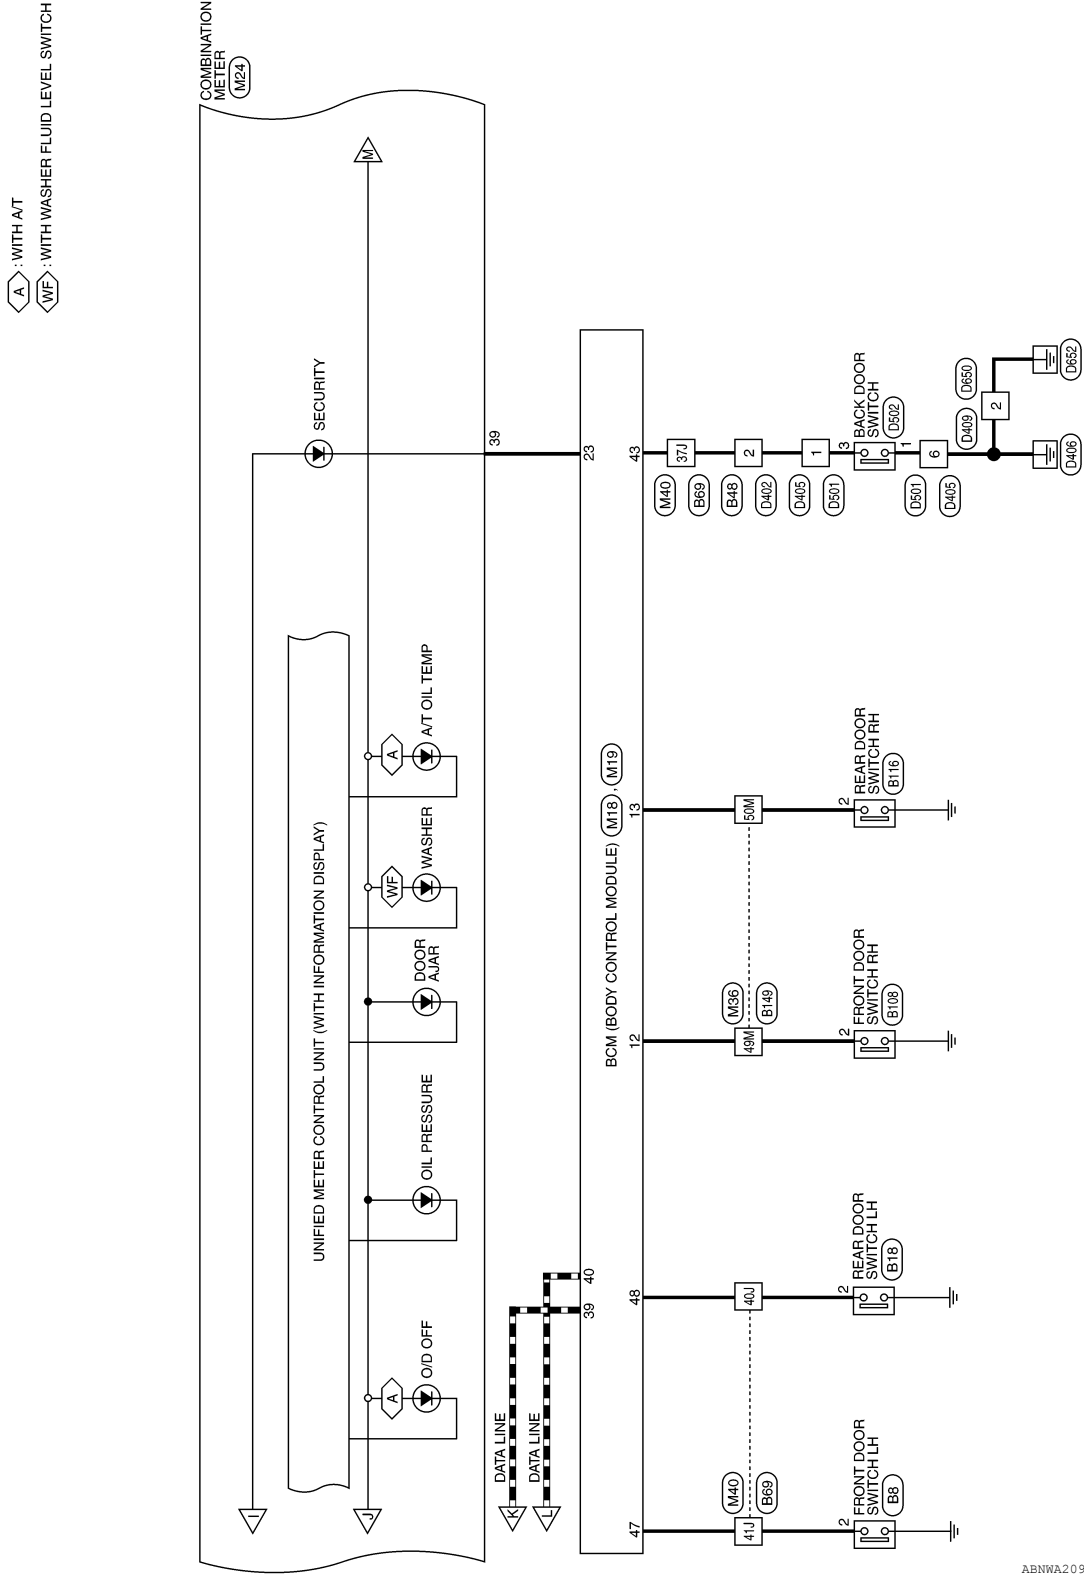 A : WITH A/T
WF : WITH WASHER FLUID LEVEL SWITCH
COMBINATION
METER
M24
I
J
M
SECURITY
39
UNIFIED METER CONTROL UNIT (WITH INFORMATION DISPLAY)
A
O/D OFF
OIL PRESSURE
DOOR
AJAR
WF
WASHER
A
A/T OIL TEMP
DATA LINE
K
DATA LINE
L
39
40
23
BCM (BODY CONTROL MODULE) M18 , M19
47
48
12
13
43
41J
M40
B69
40J
49M
M36
B149
50M
37J
M40
B69
2
B48
D402
1
D405
D501
2
FRONT DOOR
SWITCH LH
B8
2
REAR DOOR
SWITCH LH
B18
2
FRONT DOOR
SWITCH RH
B108
2
REAR DOOR
SWITCH RH
B116
3
BACK DOOR
SWITCH
D502
1
6
D501
D405
D409
D650
2
D406
D652
ABNWA209